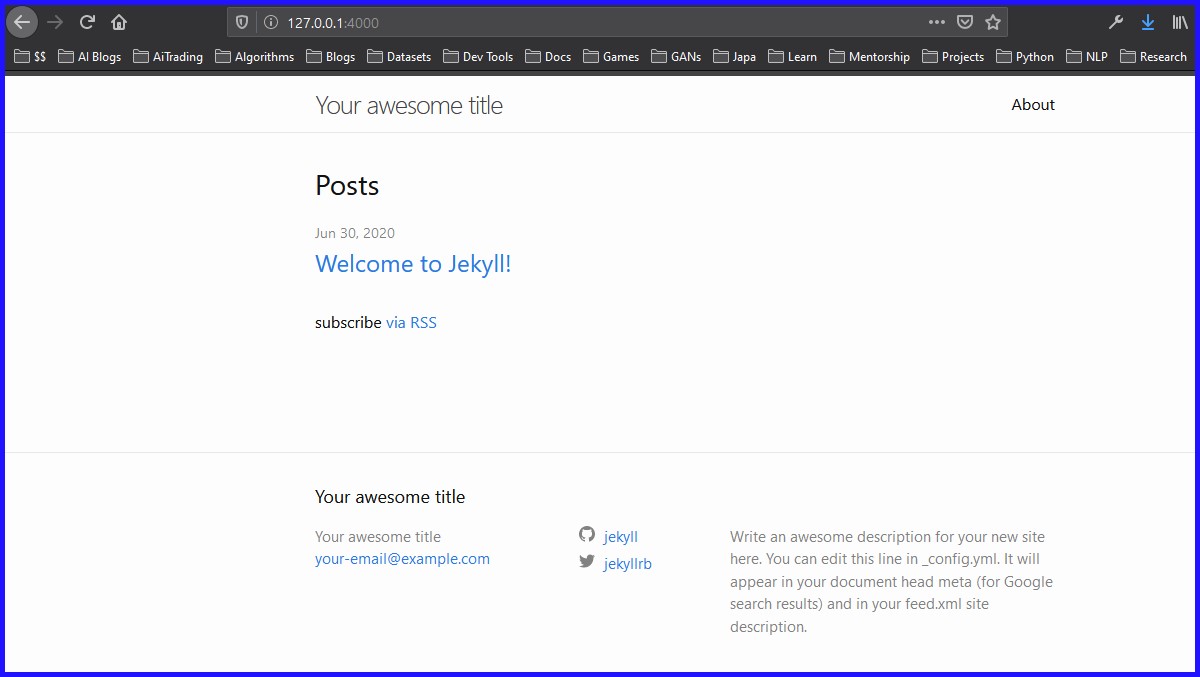 127.0.0.1:4000
$$ AI Blogs AiTrading Algorithms Blogs Datasets Dev Tools Docs Games GANs Japa Learn Mentorship Projects Python NLP Research
Your awesome title About
Posts
Jun 30, 2020
Welcome to Jekyll!
subscribe via RSS
Your awesome title
Your awesome title
your-email@example.com
jekyll
jekyllrb
Write an awesome description for your new site
here. You can edit this line in _config.yml. It will
appear in your document head meta (for Google
search results) and in your feed.xml site
description.